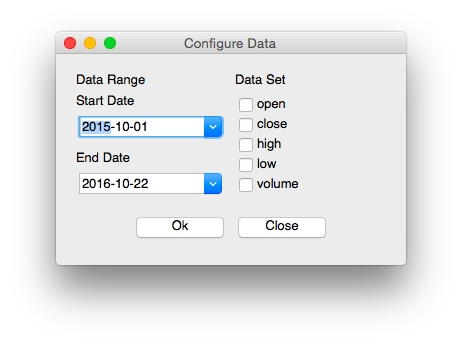 Configure Data
Data Range
Start Date
2015-10-01
End Date
2016-10-22
Data Set
open
close
high
low
volume
Ok
Close